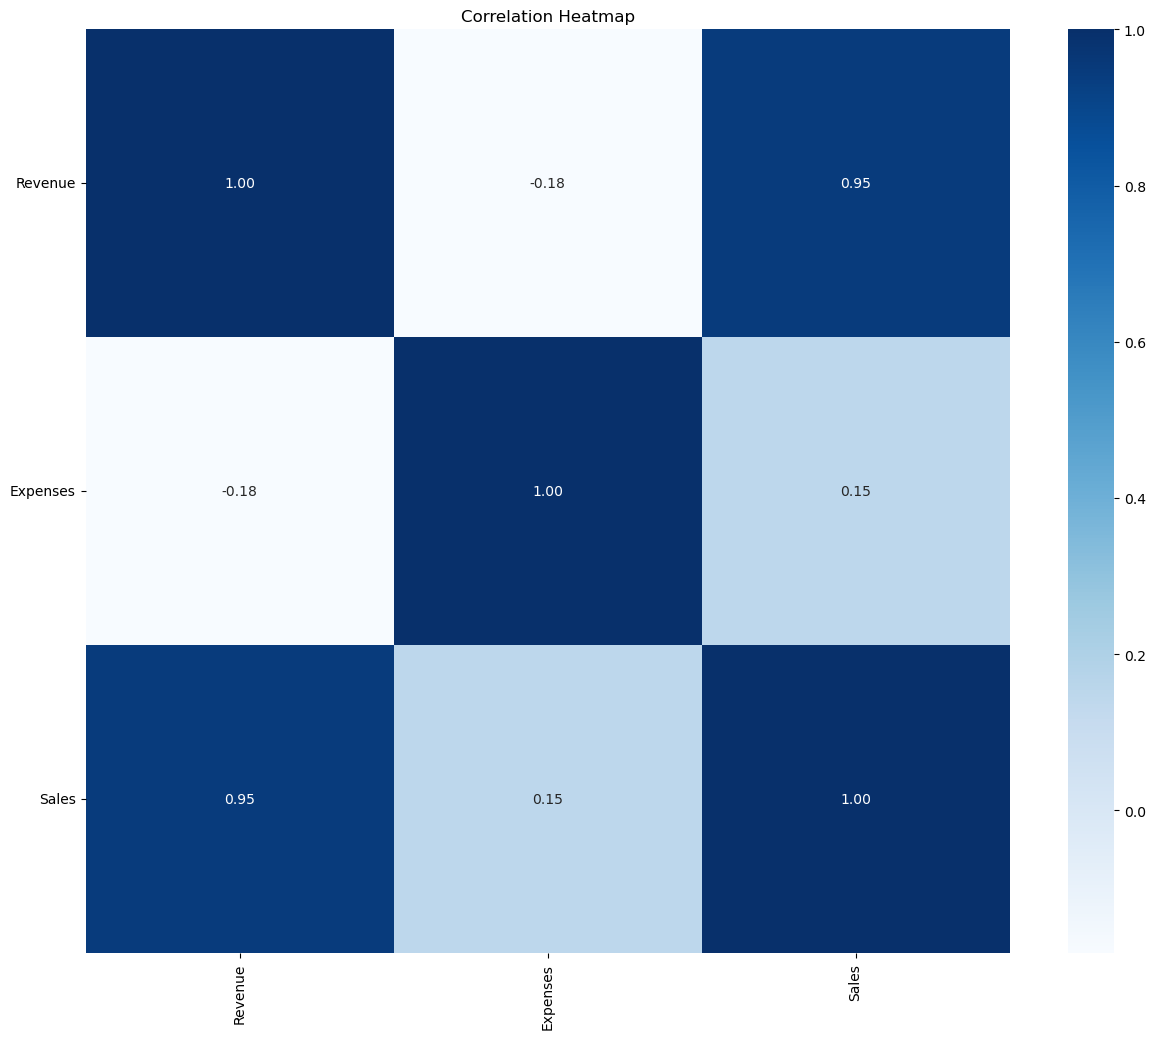 Correlation Heatmap
Revenue 1.00 -0.18 0.95
Expenses -0.18 1.00 0.15
Sales 0.95 0.15 1.00
Revenue Expenses Sales
1.0
0.8
0.6
0.4
0.2
0.0